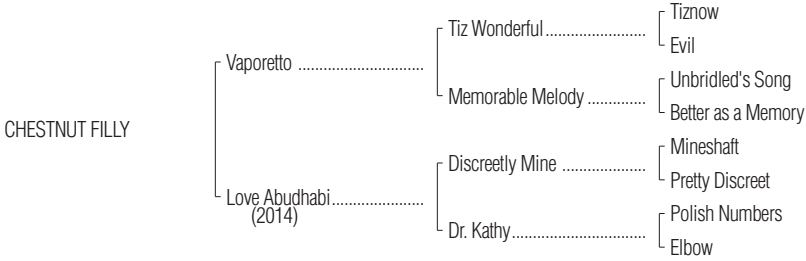 Tiznow
Tiz Wonderful
Evil
Vaporetto
Unbridled's Song
Memorable Melody
Better as a Memory
CHESTNUT FILLY
Mineshaft
Discreetly Mine
Pretty Discreet
Love Abudhabi
(2014)
Polish Numbers
Dr. Kathy
Elbow